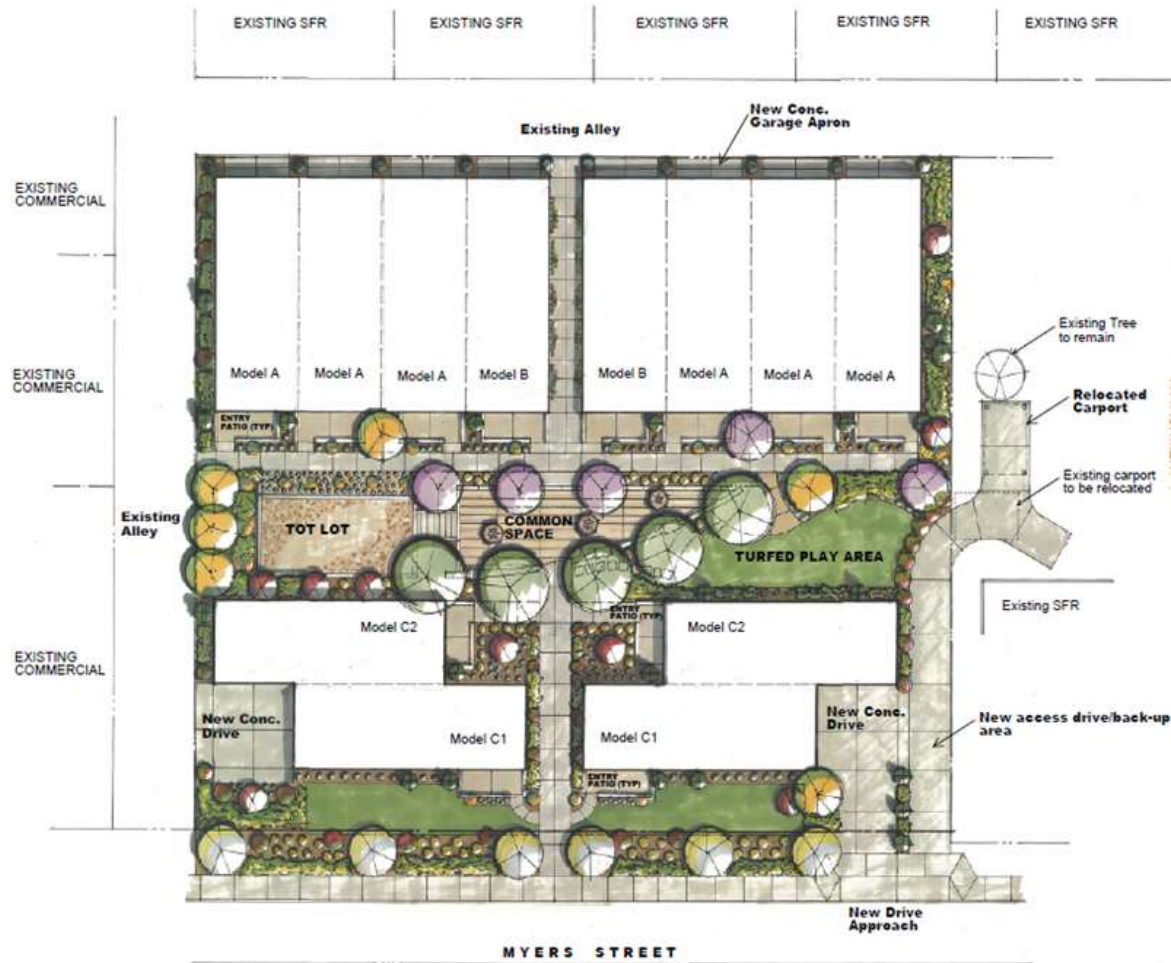 EXISTING SFR
EXISTING SFR
EXISTING SFR
EXISTING SFR
EXISTING SFR
New Conc.
Garage Apron
Existing Alley
EXISTING
COMMERCIAL
Existing Tree
to remain
EXISTING
COMMERCIAL
Model A
Model A
Model A
Model B
Model B
Model A
Model A
Model A
Relocated
Carport
ENTRY
PATIO (TYP)
Existing carport
to be relocated
Existing
Alley
TOT LOT
COMMON
SPACE
TURFED PLAY AREA
ENTRY
PATIO (TYP)
Existing SFR
Model C2
Model C2
EXISTING
COMMERCIAL
New Conc.
Drive
Model C1
Model C1
New Conc.
Drive
New access drive/back-up
area
ENTRY
PATIO (TYP)
New Drive
Approach
MYERS STREET